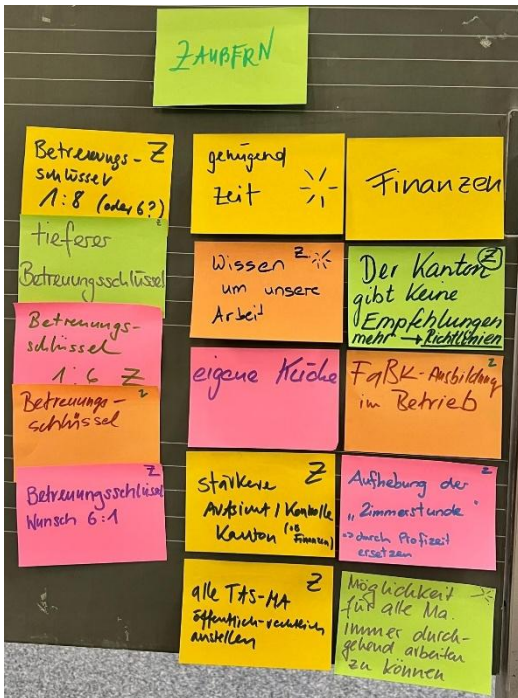 ZAUBERN
Betreuungs- Z
schlüssel
1:8 (oder 6?)
tieferer z
Betreuungsschlüssel
Betreuungs-
schlüssel
1:6 Z
Betreuungs- z
schlüssel
Betreuungsschlüssel Z
Wunsch 6:1
genügend
Zeit
Wissen Z
um unsere
Arbeit
eigene Küche
Stärkere Z
Aufsicht / Kontrolle
Kanton (ob
Finanzen)
alle TAS-MA Z
öffentlich-rechtlich
anstellen
Finanzen
Der Kanton Z
gibt keine
Empfehlungen
mehr → Richtlinien
z
FaBK-Ausbildung
im Betrieb
z
Aufhebung der
"Zimmerstunde"
=> durch Profizeit
ersetzen
Möglichkeit
für alle Ma.
immer durch-
gehend arbeiten
zu können